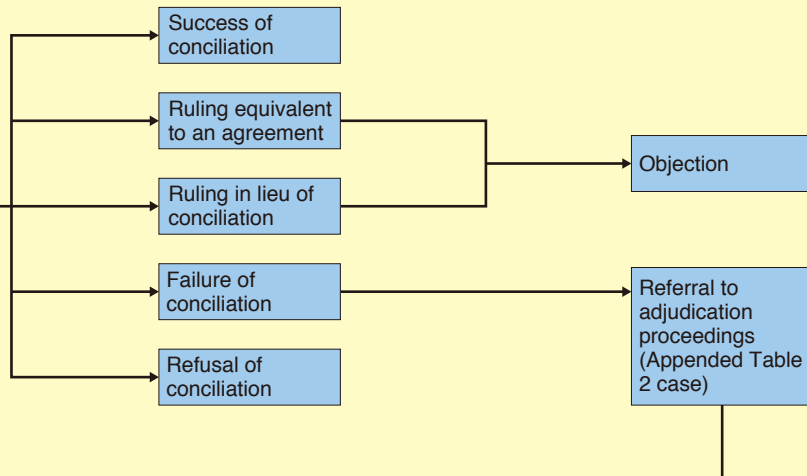 Success of
conciliation
Ruling equivalent
to an agreement
Ruling in lieu of
conciliation
Objection
Failure of
conciliation
Referral to
adjudication
proceedings
(Appended Table
2 case)
Refusal of
conciliation